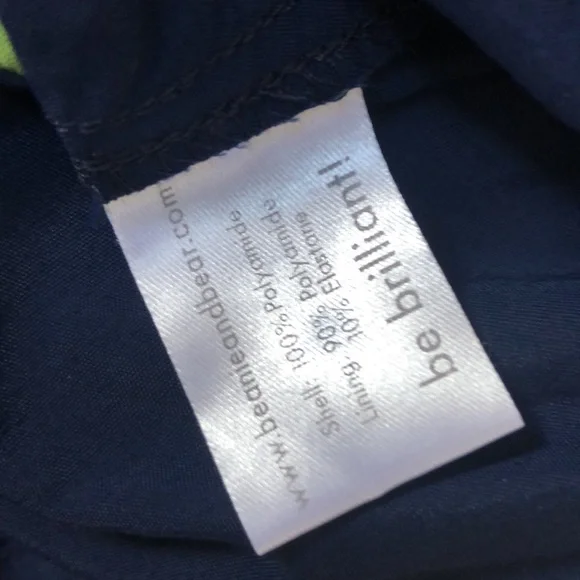 be brilliant!
Lining: 90% Polyamide
10% Elastane
Shell: 100% Polyamide
www.beanieandbear.com